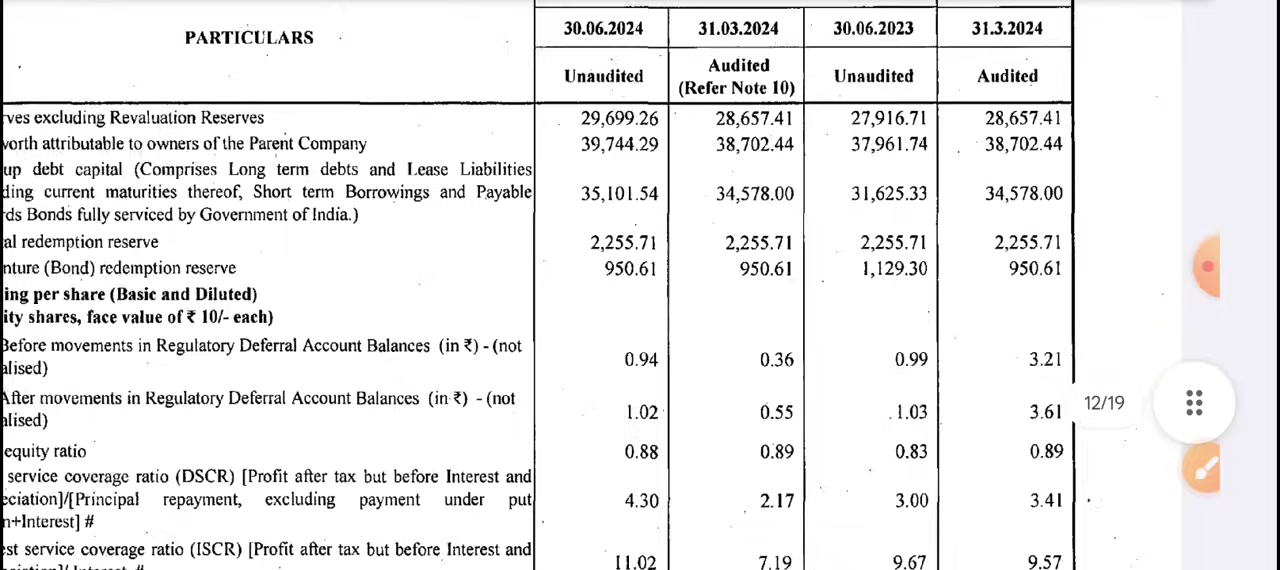 PARTICULARS 30.06.2024 31.03.2024 30.06.2023 31.3.2024
Unaudited Audited (Refer Note 10) Unaudited Audited
rves excluding Revaluation Reserves 29,699.26 28,657.41 27,916.71 28,657.41
worth attributable to owners of the Parent Company 39,744.29 38,702.44 37,961.74 38,702.44
up debt capital (Comprises Long term debts and Lease Liabilities
ding current maturities thereof, Short term Borrowings and Payable 35,101.54 34,578.00 31,625.33 34,578.00
rds Bonds fully serviced by Government of India.)
al redemption reserve 2,255.71 2,255.71 2,255.71 2,255.71
nture (Bond) redemption reserve 950.61 950.61 1,129.30 950.61
ing per share (Basic and Diluted)
ity shares, face value of ₹ 10/- each)
Before movements in Regulatory Deferral Account Balances (in ₹) - (not
alised) 0.94 0.36 0.99 3.21
After movements in Regulatory Deferral Account Balances (in ₹) - (not
alised) 1.02 0.55 1.03 3.61
12/19
equity ratio 0.88 0.89 0.83 0.89
service coverage ratio (DSCR) [Profit after tax but before Interest and
eciation]/[Principal repayment, excluding payment under put 4.30 2.17 3.00 3.41
n+Interest] #
est service coverage ratio (ISCR) [Profit after tax but before Interest and
11.02 7.19 9.67 9.57